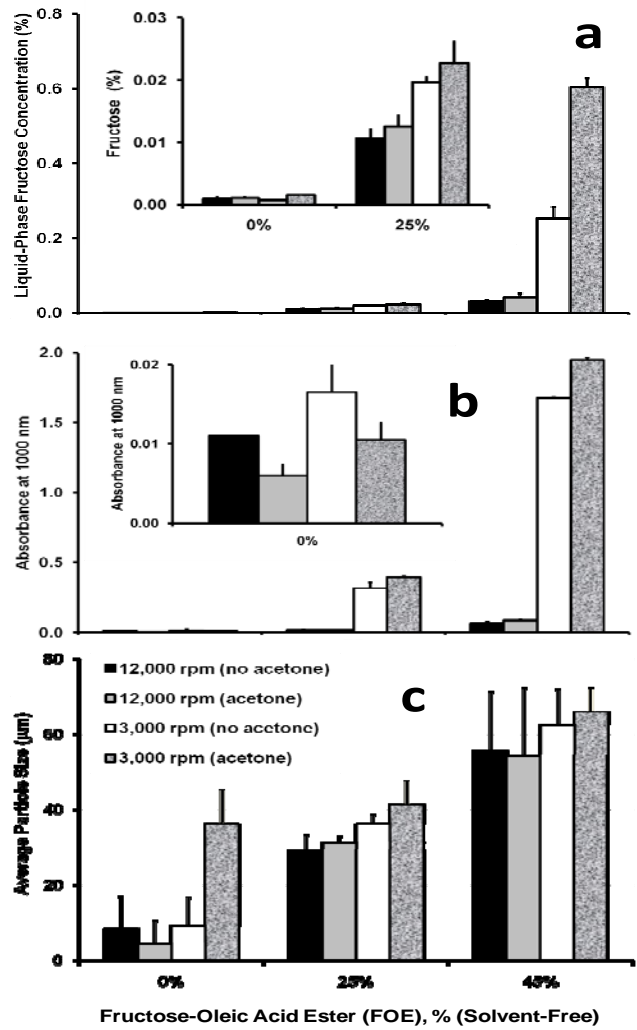 a
Liquid-Phase Fructose Concentration (%)
0.8
0.6
0.4
0.2
0.0
Fructose (%)
0.03
0.02
0.01
0.00
0%
25%
b
Absorbance at 1000 nm
2.0
1.5
1.0
0.5
0.0
Absorbance at 1000 nm
0.02
0.01
0.00
0%
c
Average Particle Size (µm)
80
60
40
20
0
12,000 rpm (no acetone)
12,000 rpm (acetone)
3,000 rpm (no acetone)
3,000 rpm (acetone)
0%
25%
45%
Fructose-Oleic Acid Ester (FOE), % (Solvent-Free)